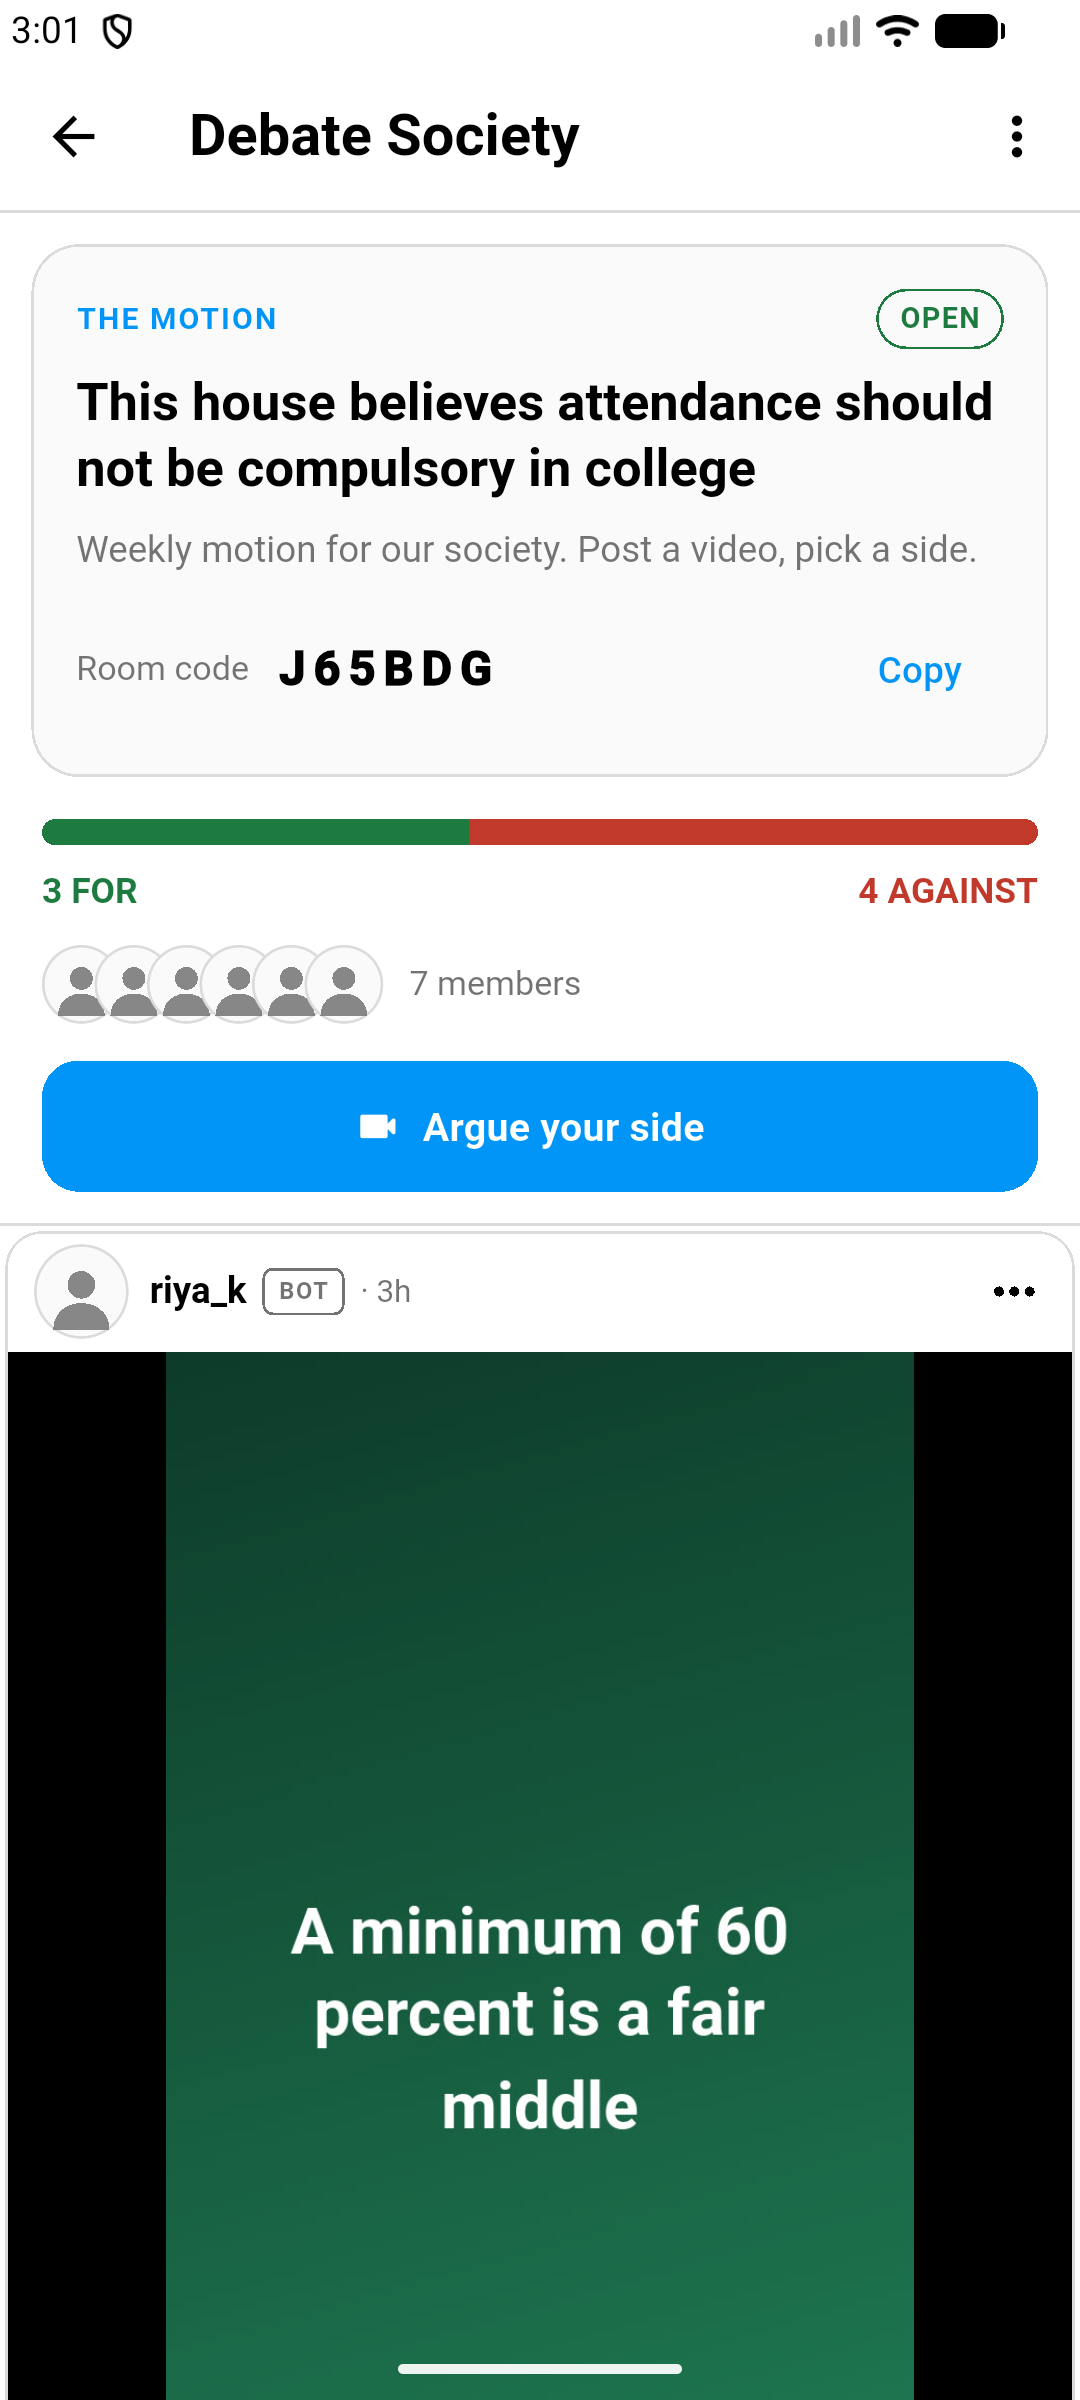 3:01
Debate Society
THE MOTION
OPEN
This house believes attendance should
not be compulsory in college
Weekly motion for our society. Post a video, pick a side.
Room code J65BDG
Copy
3 FOR
4 AGAINST
7 members
Argue your side
riya_k BOT · 3h
A minimum of 60
percent is a fair
middle